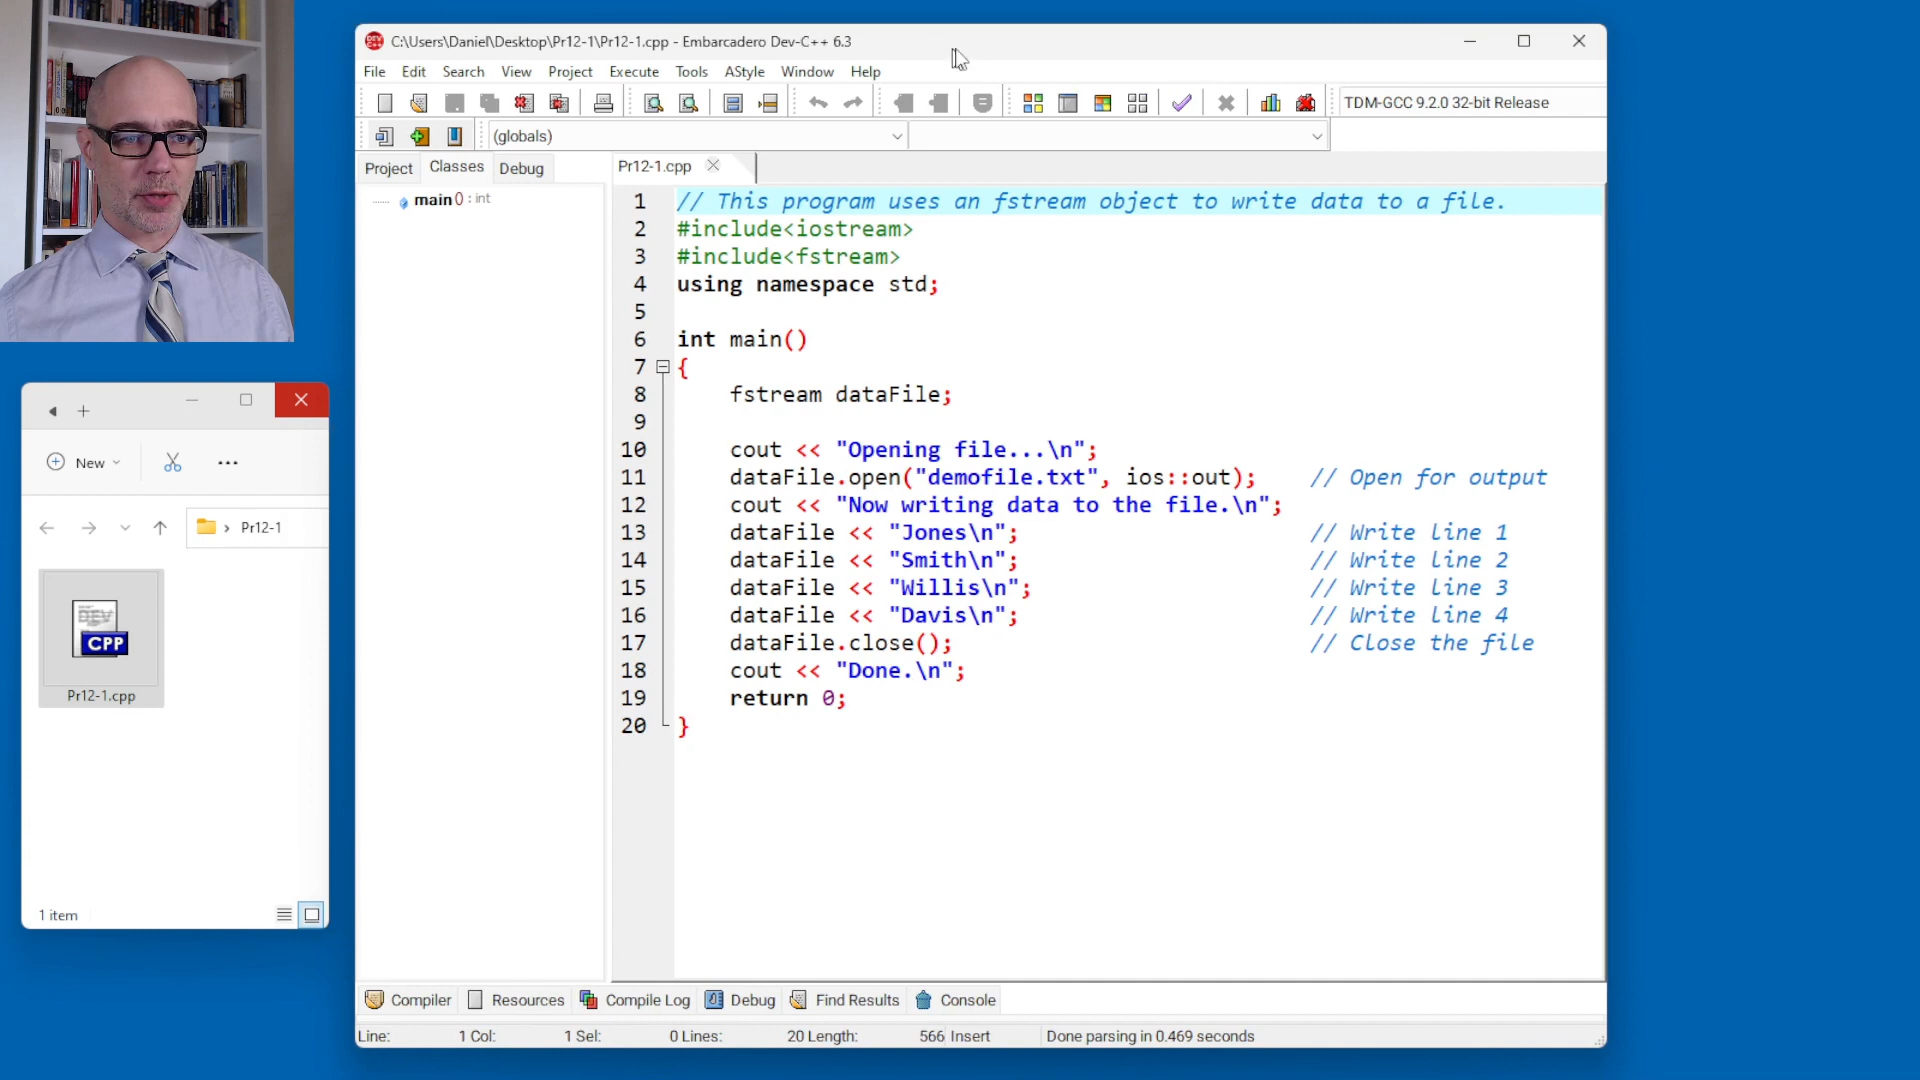 C:\Users\Daniel\Desktop\Pr12-1\Pr12-1.cpp - Embarcadero Dev-C++ 6.3
File Edit Search View Project Execute Tools AStyle Window Help
TDM-GCC 9.2.0 32-bit Release
(globals)
Project Classes Debug
Pr12-1.cpp
main() : int
1 // This program uses an fstream object to write data to a file.
2 #include<iostream>
3 #include<fstream>
4 using namespace std;
5
6 int main()
7 {
8 fstream dataFile;
9
10 cout << "Opening file...\n";
11 dataFile.open("demofile.txt", ios::out); // Open for output
12 cout << "Now writing data to the file.\n";
13 dataFile << "Jones\n"; // Write line 1
14 dataFile << "Smith\n"; // Write line 2
15 dataFile << "Willis\n"; // Write line 3
16 dataFile << "Davis\n"; // Write line 4
17 dataFile.close(); // Close the file
18 cout << "Done.\n";
19 return 0;
20 }
New
Pr12-1
CPP
Pr12-1.cpp
1 item
Compiler Resources Compile Log Debug Find Results Console
Line: 1 Col: 1 Sel: 0 Lines: 20 Length: 566 Insert Done parsing in 0.469 seconds